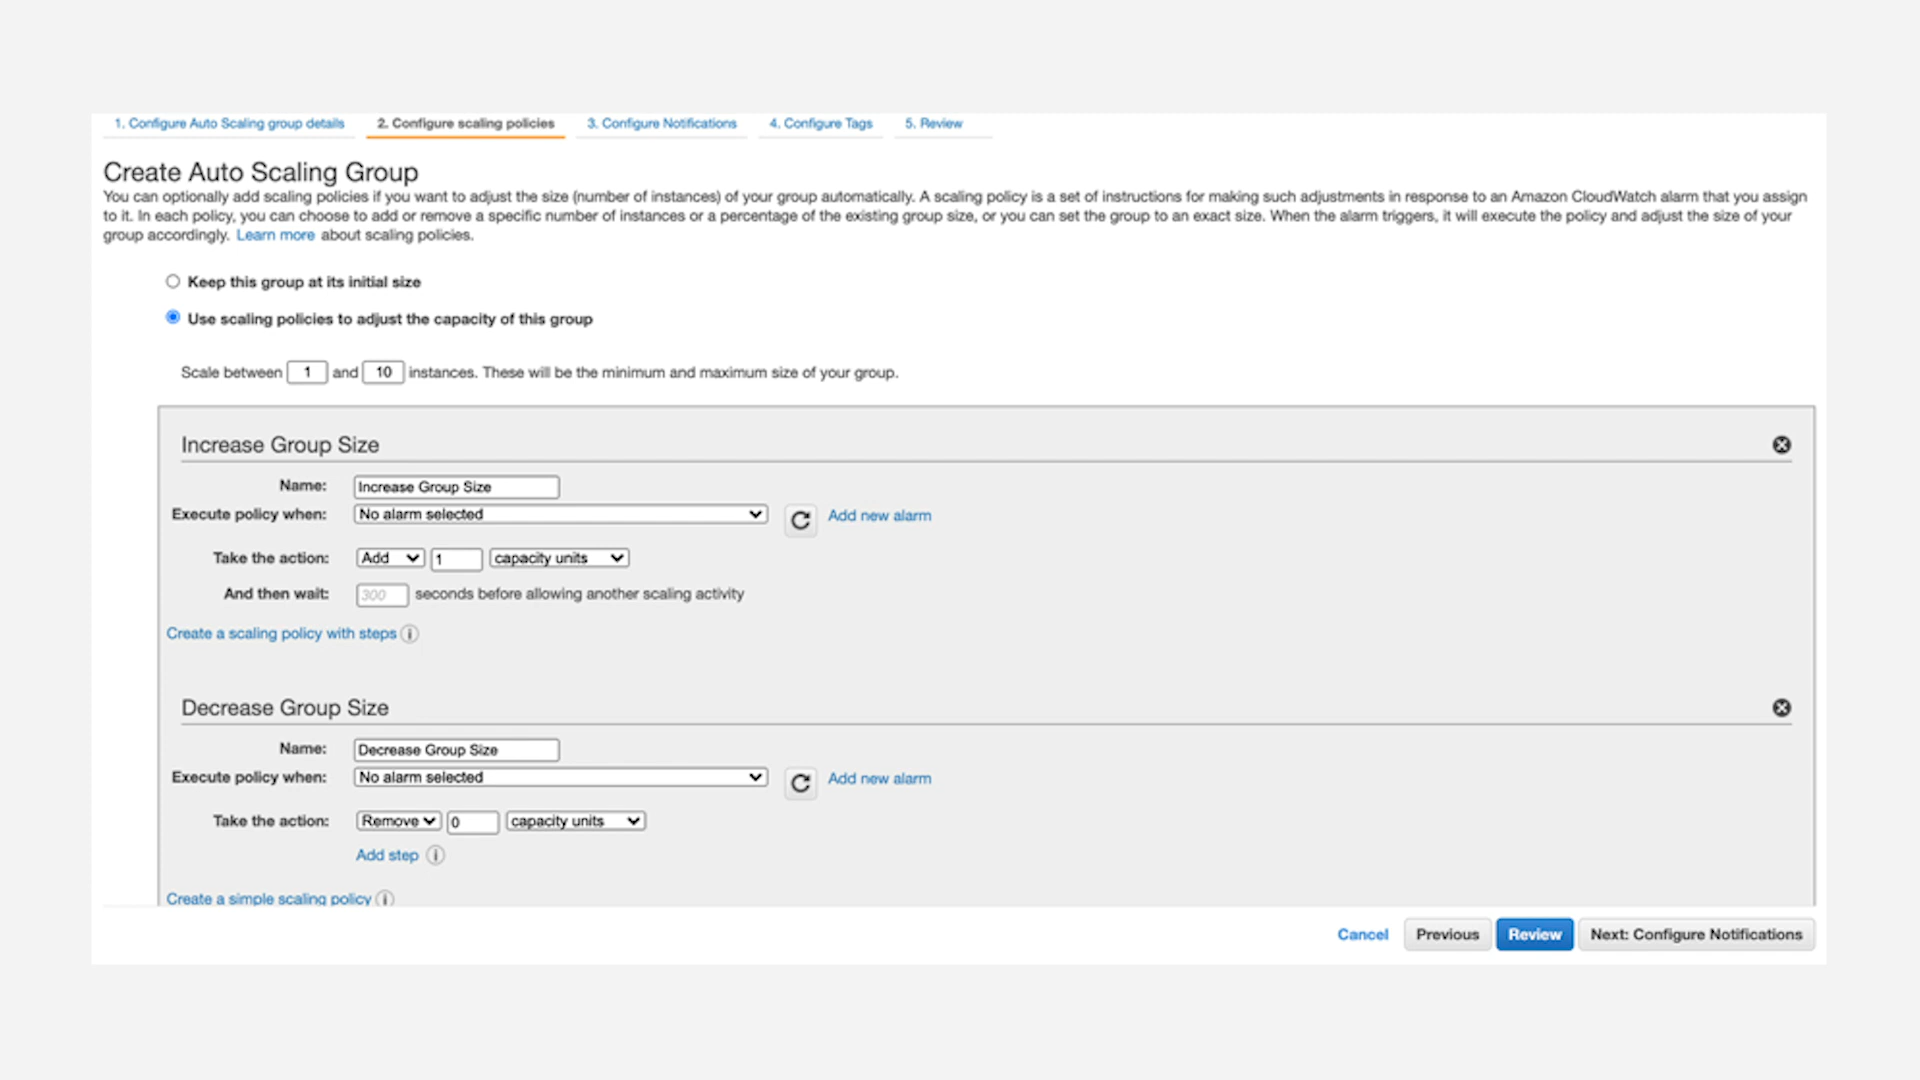 1. Configure Auto Scaling group details 2. Configure scaling policies 3. Configure Notifications 4. Configure Tags 5. Review
Create Auto Scaling Group
You can optionally add scaling policies if you want to adjust the size (number of instances) of your group automatically. A scaling policy is a set of instructions for making such adjustments in response to an Amazon CloudWatch alarm that you assign
to it. In each policy, you can choose to add or remove a specific number of instances or a percentage of the existing group size, or you can set the group to an exact size. When the alarm triggers, it will execute the policy and adjust the size of your
group accordingly. Learn more about scaling policies.
Keep this group at its initial size
Use scaling policies to adjust the capacity of this group
Scale between 1 and 10 instances. These will be the minimum and maximum size of your group.
Increase Group Size
Name: Increase Group Size
Execute policy when: No alarm selected Add new alarm
Take the action: Add 1 capacity units
And then wait: 300 seconds before allowing another scaling activity
Create a scaling policy with steps i
Decrease Group Size
Name: Decrease Group Size
Execute policy when: No alarm selected Add new alarm
Take the action: Remove 0 capacity units
Add step i
Create a simple scaling policy i
Cancel Previous Review Next: Configure Notifications